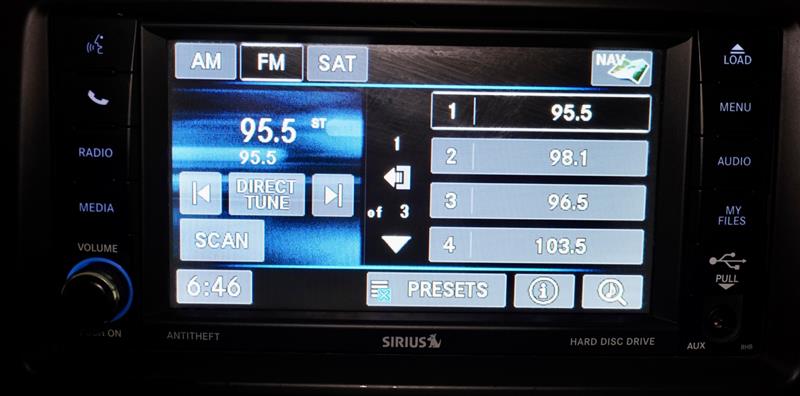 AM FM SAT NAV
LOAD
MENU
RADIO
AUDIO
MEDIA
MY
FILES
VOLUME
PULL
95.5 ST
95.5
DIRECT
TUNE
SCAN
1
of 3
1 95.5
2 98.1
3 96.5
4 103.5
6:46
PRESETS
ANTITHEFT
SIRIUS
HARD DISC DRIVE
AUX
RHR